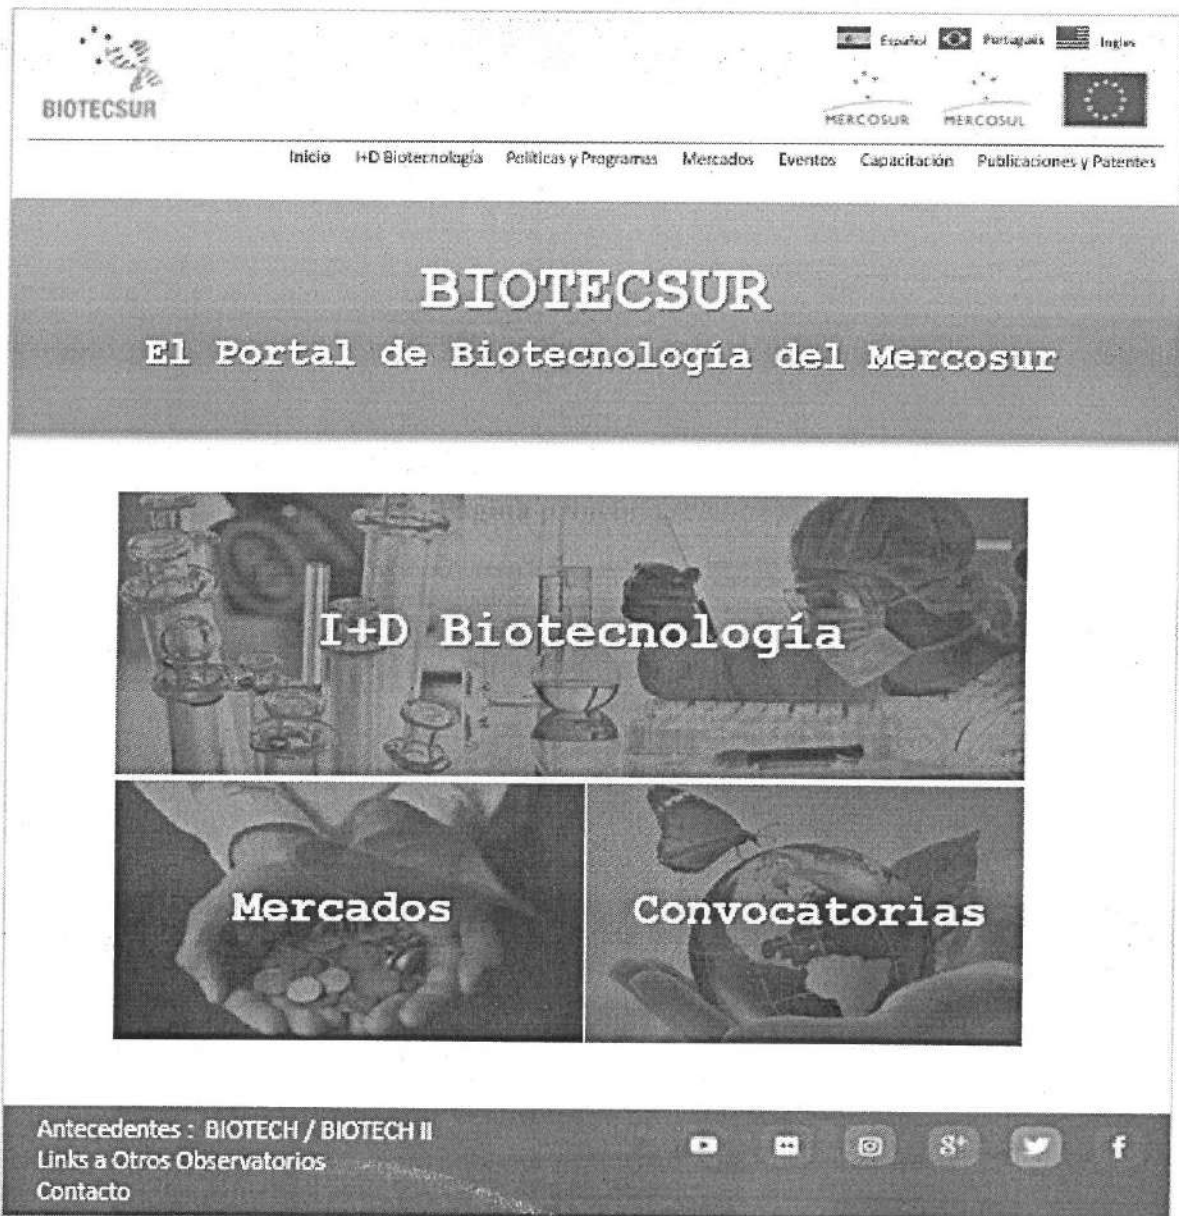 Español Portugués Ingles
BIOTECSUR
MERCOSUR MERCOSUL
Inicio I+D Biotecnología Políticas y Programas Mercados Eventos Capacitación Publicaciones y Patentes
BIOTECSUR
El Portal de Biotecnología del Mercosur
I+D Biotecnología
Mercados
Convocatorias
Antecedentes : BIOTECH / BIOTECH II
Links a Otros Observatorios
Contacto